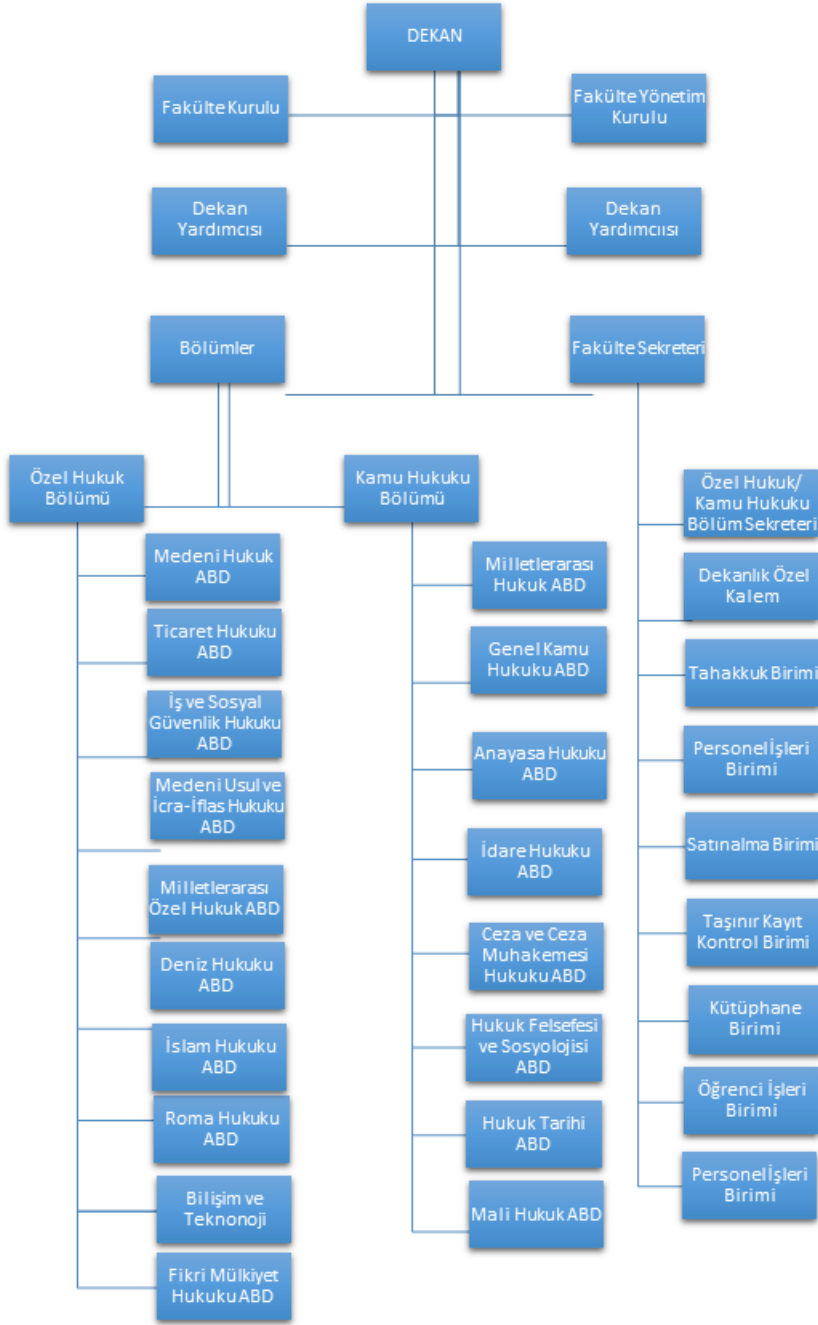 DEKAN
Fakülte Kurulu
Fakülte Yönetim
Kurulu
Dekan
Yardımcısı
Dekan
Yardımcıısı
Bölümler
Fakülte Sekreteri
Özel Hukuk
Bölümü
Medeni Hukuk
ABD
Ticaret Hukuku
ABD
İş ve Sosyal
Güvenlik Hukuku
ABD
Medeni Usul ve
İcra-İflas Hukuku
ABD
Milletlerarası
Özel Hukuk ABD
Deniz Hukuku
ABD
İslam Hukuku
ABD
Roma Hukuku
ABD
Bilişim ve
Teknonoji
Fikri Mülkiyet
Hukuku ABD
Kamu Hukuku
Bölümü
Milletlerarası
Hukuk ABD
Genel Kamu
Hukuku ABD
Anayasa Hukuku
ABD
İdare Hukuku
ABD
Ceza ve Ceza
Muhakemesi
Hukuku ABD
Hukuk Felsefesi
ve Sosyolojisi
ABD
Hukuk Tarihi
ABD
Mali Hukuk ABD
Özel Hukuk/
Kamu Hukuku
Bölüm Sekreteri
Dekanlık Özel
Kalem
Tahakkuk Birimi
Personel İşleri
Birimi
Satınalma Birimi
Taşınır Kayıt
Kontrol Birimi
Kütüphane
Birimi
Öğrenci İşleri
Birimi
Personel İşleri
Birimi